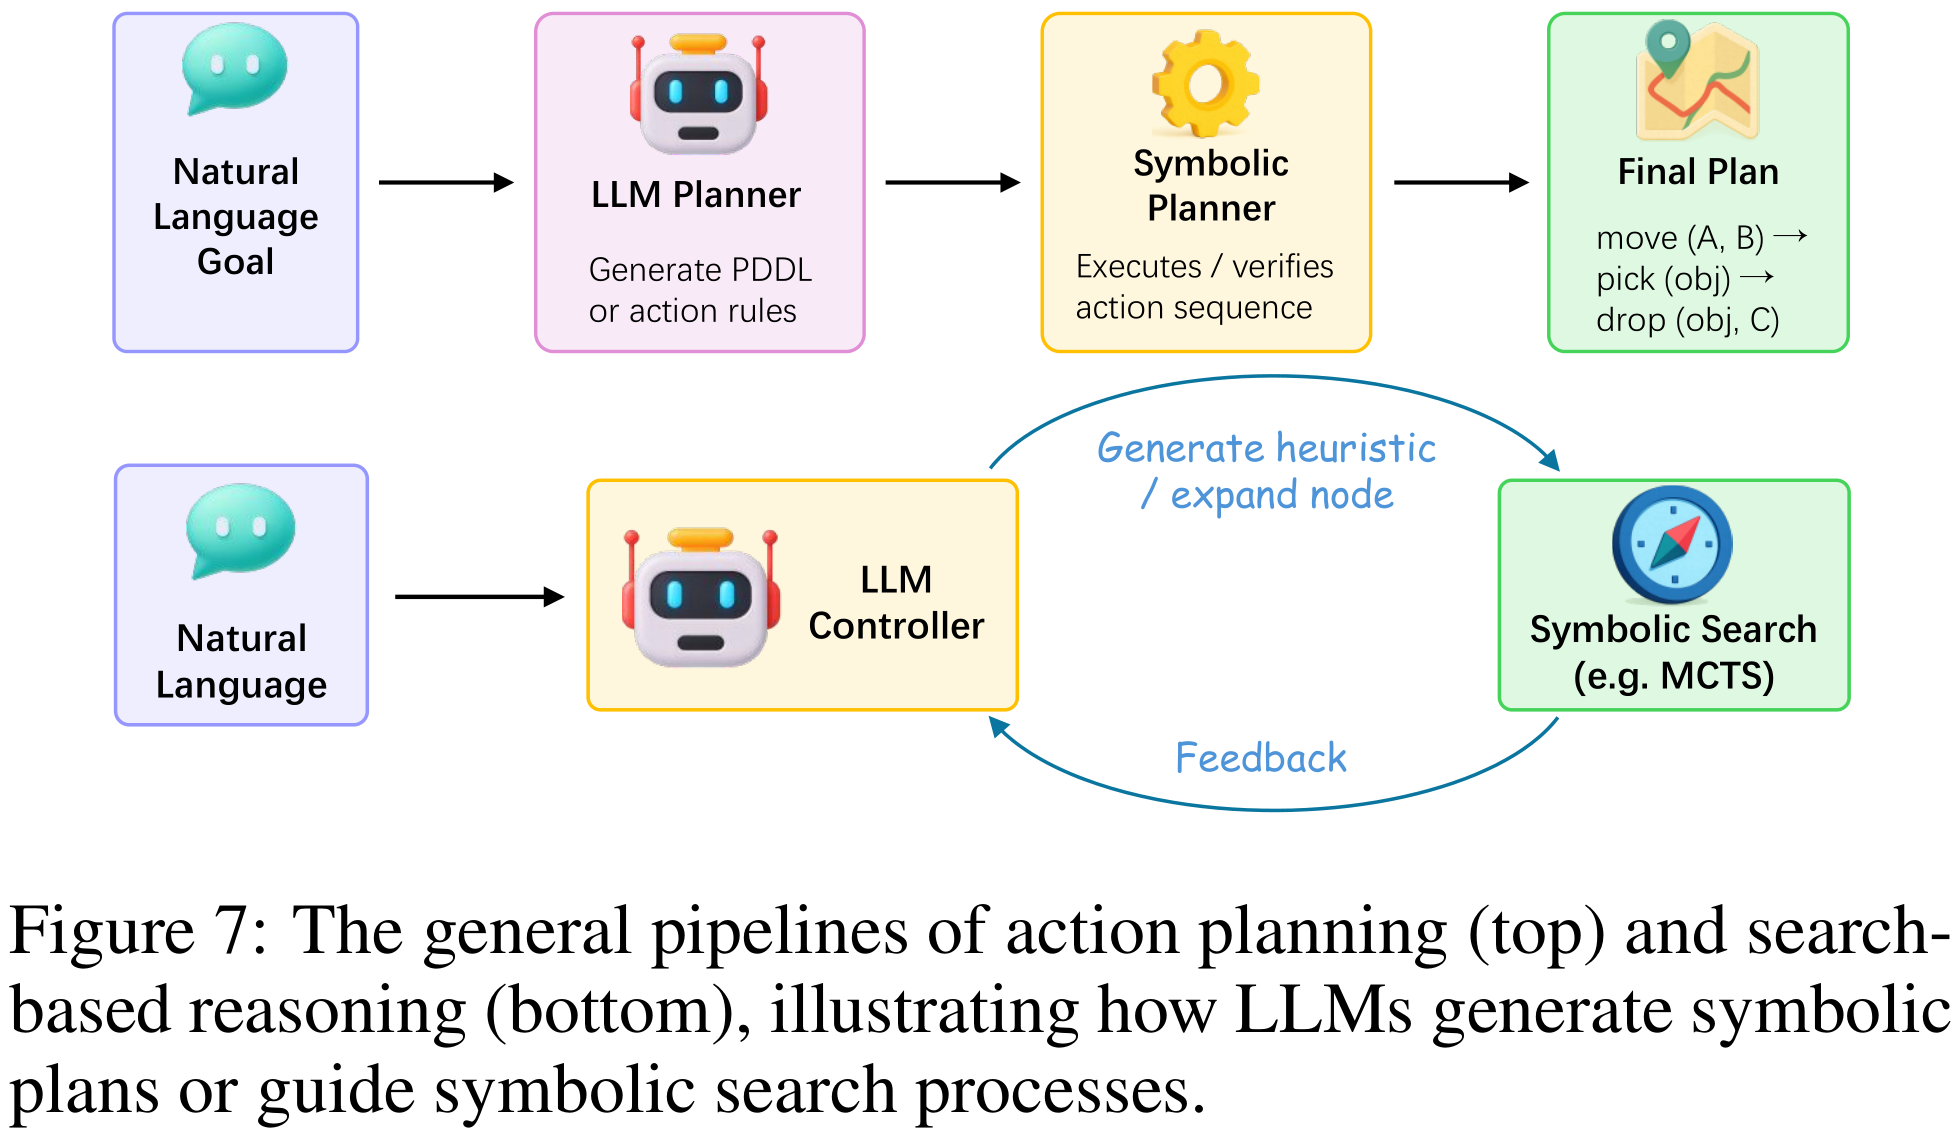 Natural
Language
Goal
LLM Planner
Generate PDDL
or action rules
Symbolic
Planner
Executes / verifies
action sequence
Final Plan
move (A, B) →
pick (obj) →
drop (obj, C)
Natural
Language
LLM
Controller
Generate heuristic
/ expand node
Symbolic Search
(e.g. MCTS)
Feedback
Figure 7: The general pipelines of action planning (top) and search-
based reasoning (bottom), illustrating how LLMs generate symbolic
plans or guide symbolic search processes.